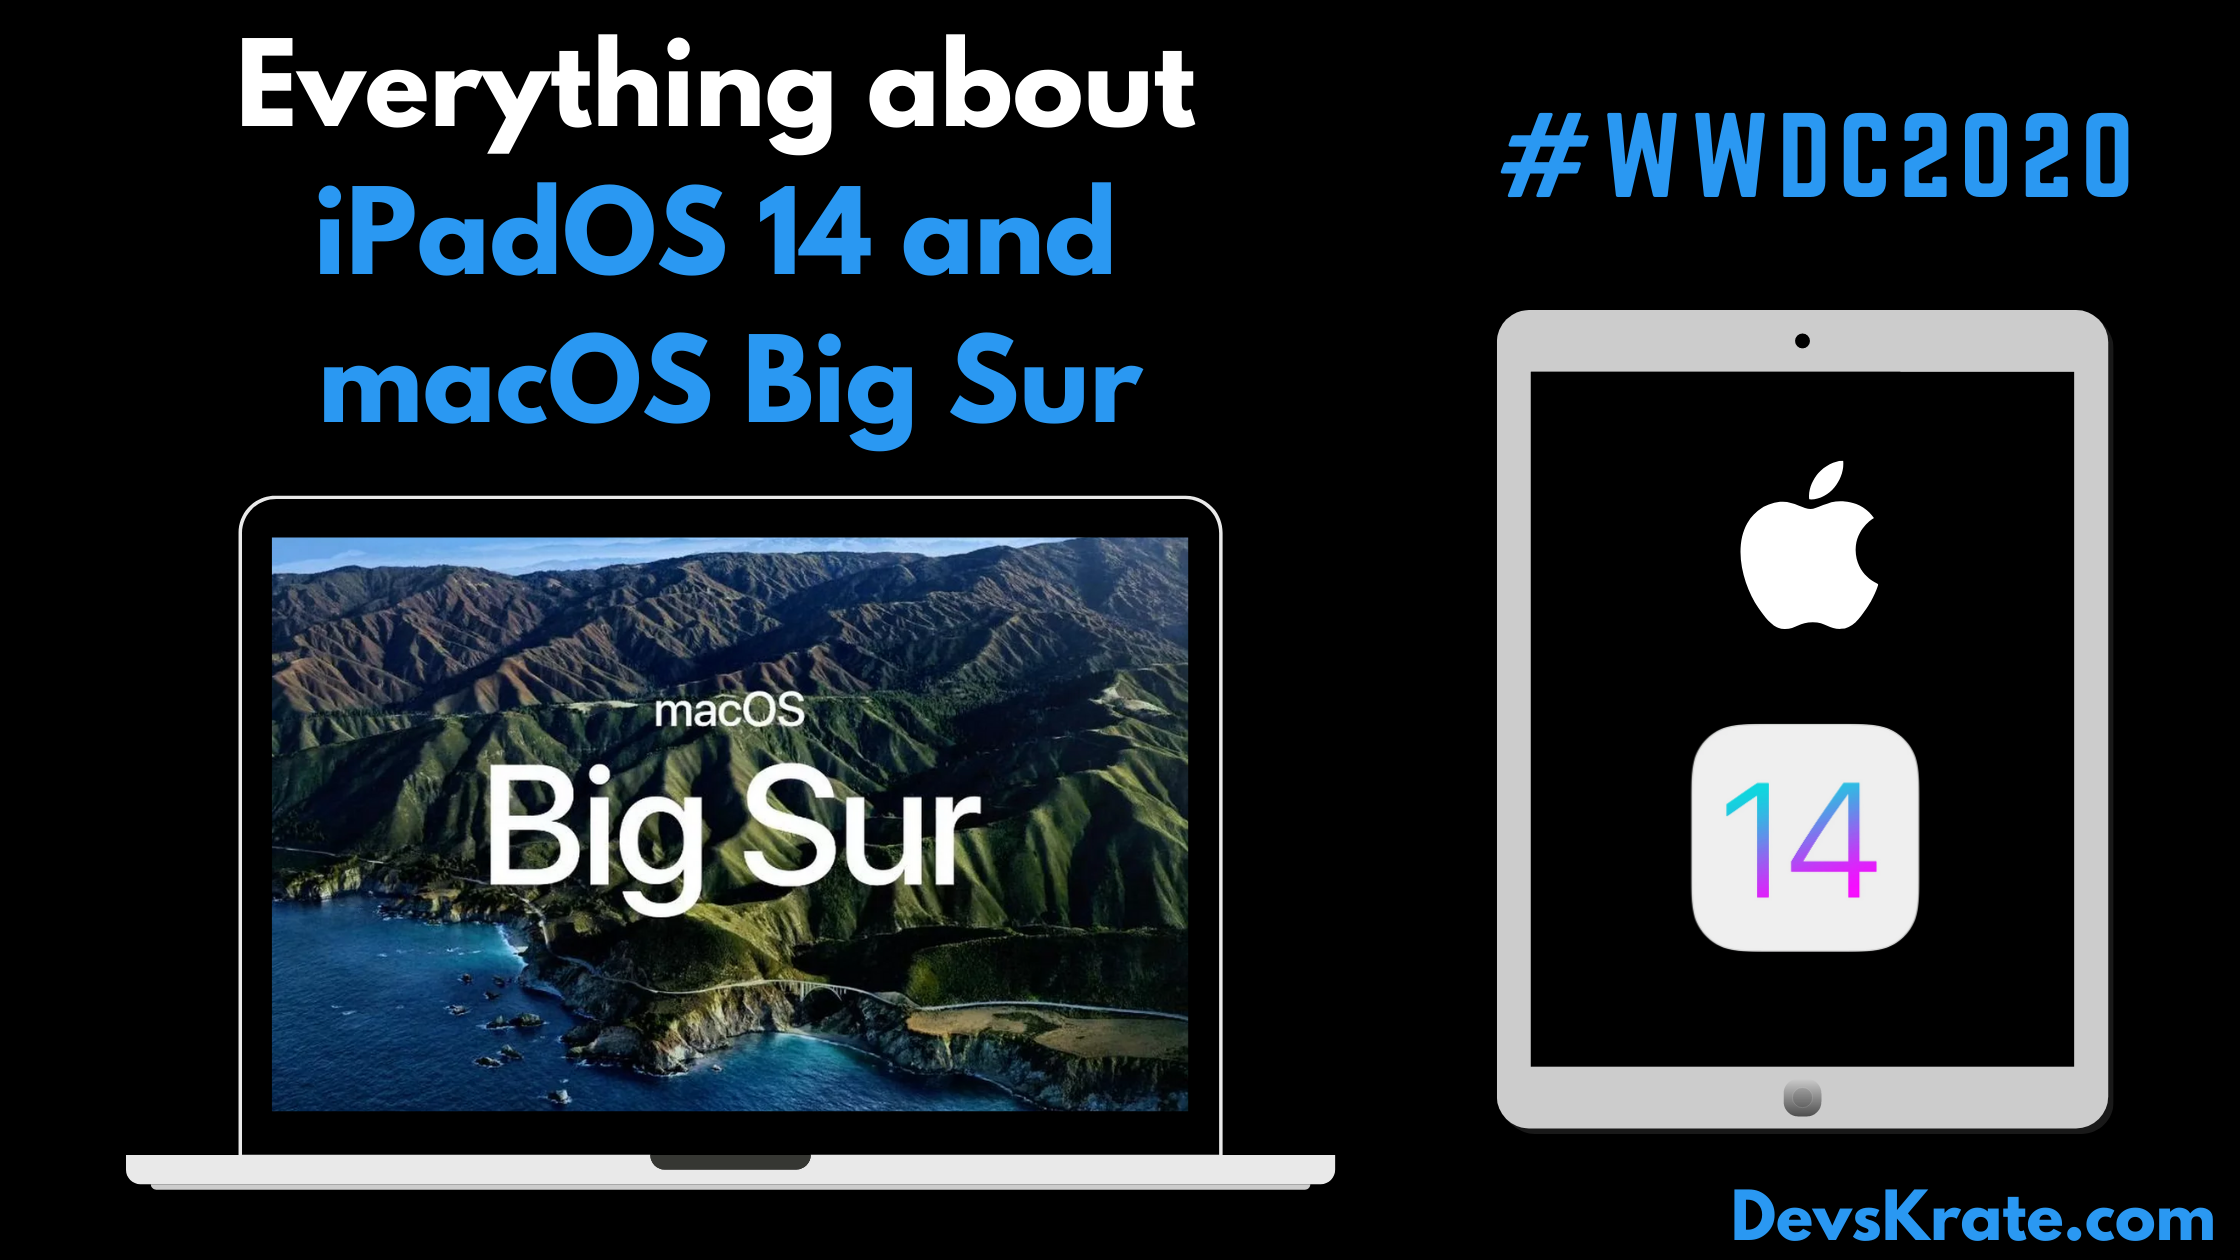 Everything about
iPadOS 14 and
macOS Big Sur
#WWDC2020
macOS
Big Sur
14
DevsKrate.com